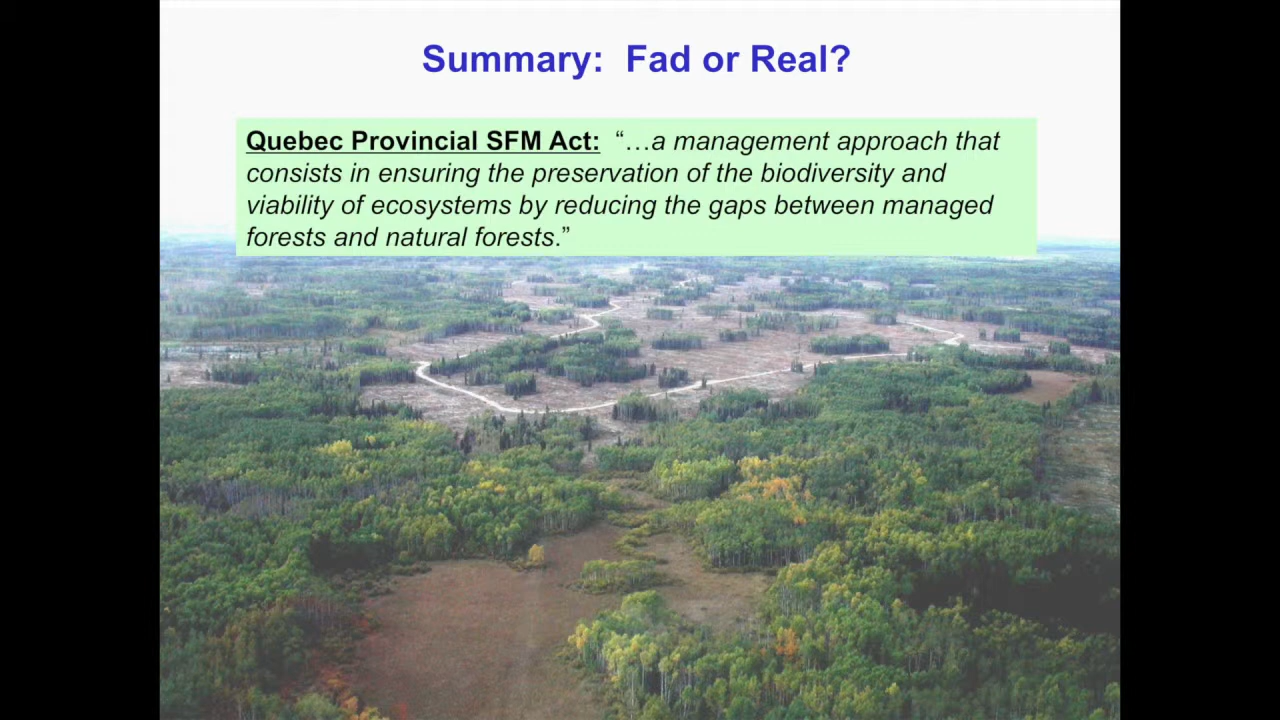 Summary: Fad or Real?
Quebec Provincial SFM Act: “…a management approach that
consists in ensuring the preservation of the biodiversity and
viability of ecosystems by reducing the gaps between managed
forests and natural forests.”